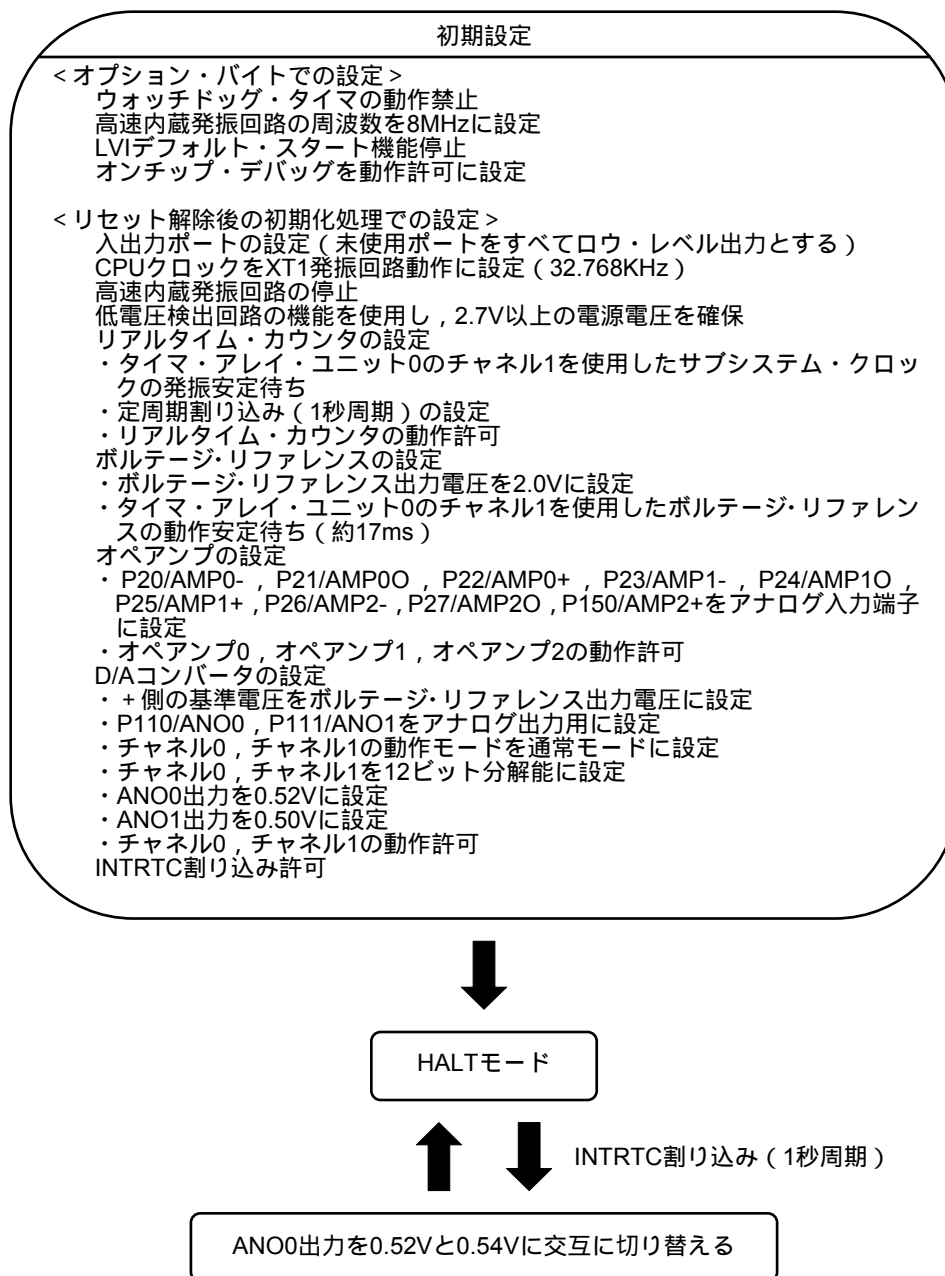 初期設定
<オプション・バイトでの設定>
ウォッチドッグ・タイマの動作禁止
高速内蔵発振回路の周波数を8MHzに設定
LVIデフォルト・スタート機能停止
オンチップ・デバッグを動作許可に設定
<リセット解除後の初期化処理での設定>
入出力ポートの設定(未使用ポートをすべてロウ・レベル出力とする)
CPUクロックをXT1発振回路動作に設定(32.768KHz)
高速内蔵発振回路の停止
低電圧検出回路の機能を使用し,2.7V以上の電源電圧を確保
リアルタイム・カウンタの設定
・タイマ・アレイ・ユニット0のチャネル1を使用したサブシステム・クロッ
クの発振安定待ち
・定周期割り込み(1秒周期)の設定
・リアルタイム・カウンタの動作許可
ボルテージ・リファレンスの設定
・ボルテージ・リファレンス出力電圧を2.0Vに設定
・タイマ・アレイ・ユニット0のチャネル1を使用したボルテージ・リファレン
スの動作安定待ち(約17ms)
オペアンプの設定
・P20/AMP0-,P21/AMP0O,P22/AMP0+,P23/AMP1-,P24/AMP1O,
P25/AMP1+,P26/AMP2-,P27/AMP2O,P150/AMP2+をアナログ入力端子
に設定
・オペアンプ0,オペアンプ1,オペアンプ2の動作許可
D/Aコンバータの設定
・+側の基準電圧をボルテージ・リファレンス出力電圧に設定
・P110/ANO0,P111/ANO1をアナログ出力用に設定
・チャネル0,チャネル1の動作モードを通常モードに設定
・チャネル0,チャネル1を12ビット分解能に設定
・ANO0出力を0.52Vに設定
・ANO1出力を0.50Vに設定
・チャネル0,チャネル1の動作許可
INTRTC割り込み許可
HALTモード
INTRTC割り込み(1秒周期)
ANO0出力を0.52Vと0.54Vに交互に切り替える